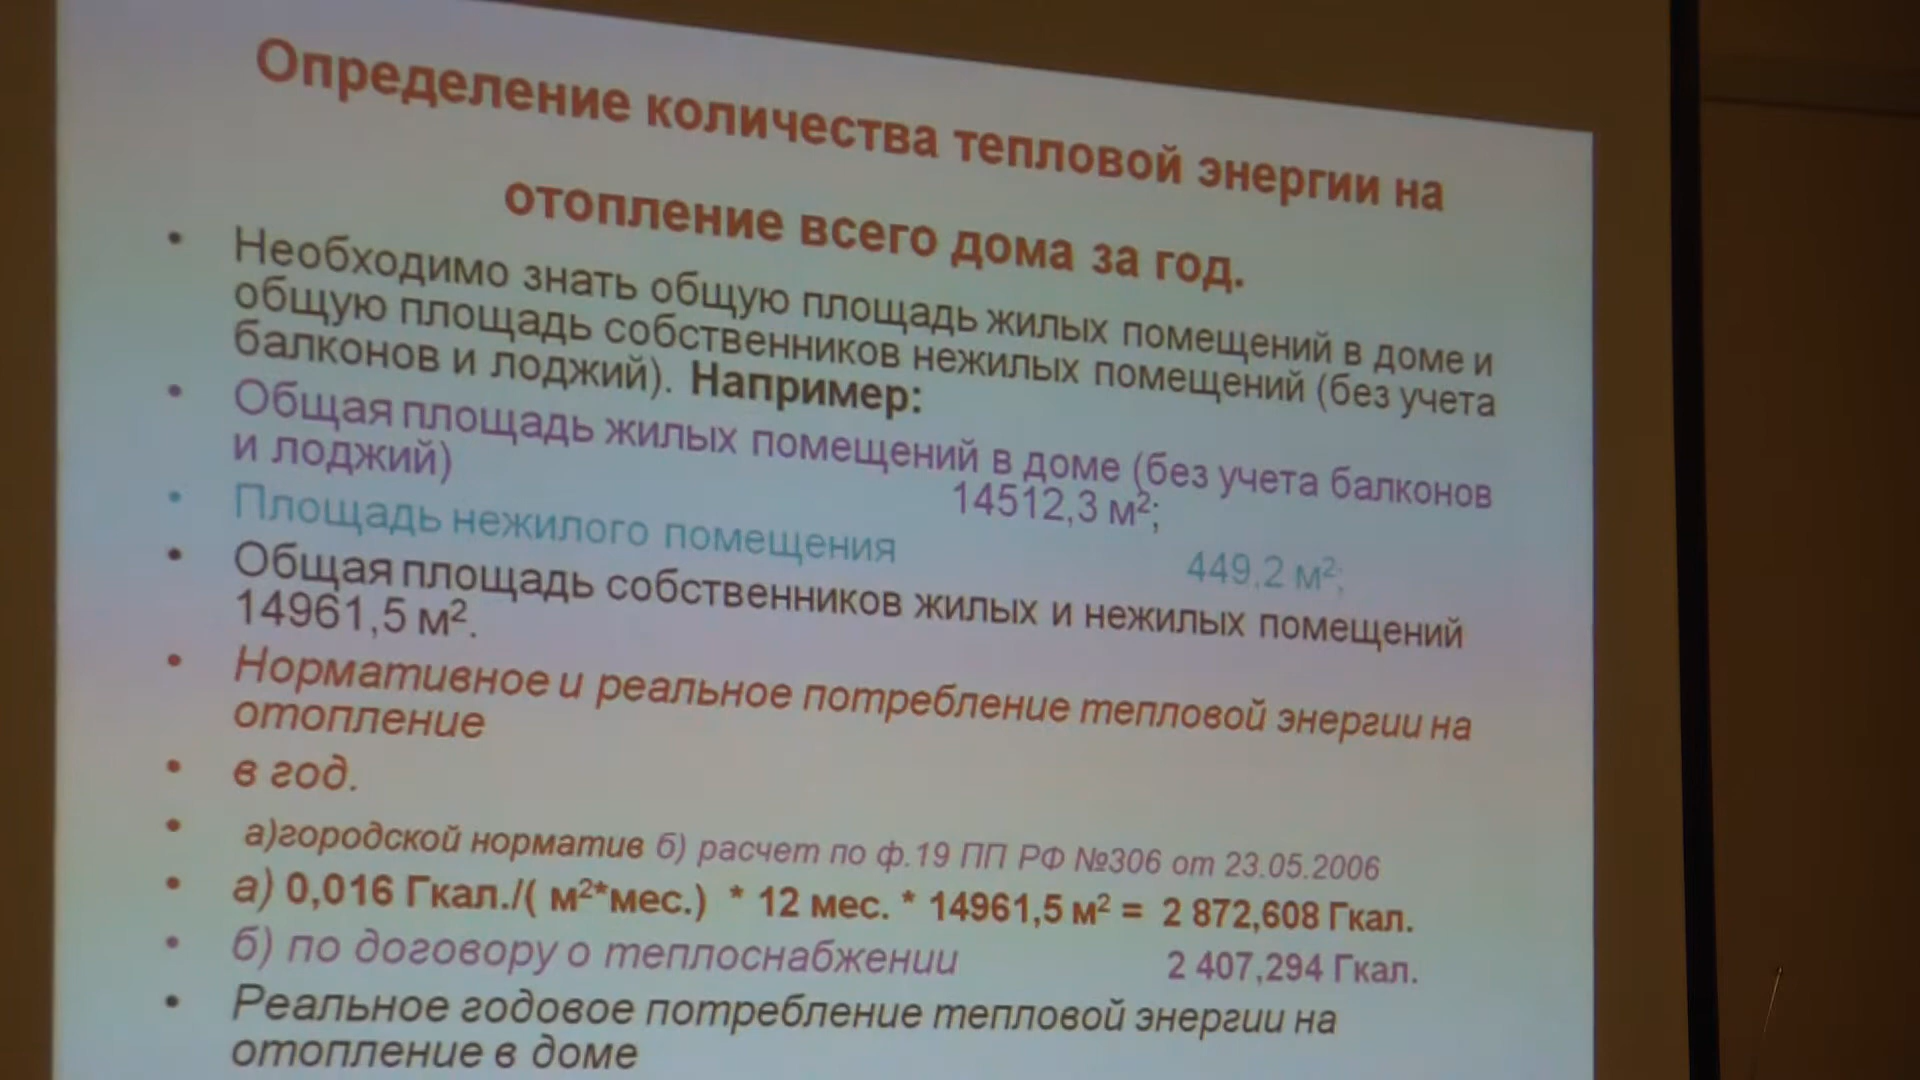 Определение количества тепловой энергии на
отопление всего дома за год.
• Необходимо знать общую площадь жилых помещений в доме и
общую площадь собственников нежилых помещений (без учета
балконов и лоджий). Например:
• Общая площадь жилых помещений в доме (без учета балконов
и лоджий) 14512,3 м²;
• Площадь нежилого помещения 449,2 м²;
• Общая площадь собственников жилых и нежилых помещений
14961,5 м².
• Нормативное и реальное потребление тепловой энергии на
отопление
• в год.
• а)городской норматив б) расчет по ф.19 ПП РФ №306 от 23.05.2006
• а) 0,016 Гкал./( м²*мес.) * 12 мес. * 14961,5 м² = 2 872,608 Гкал.
• б) по договору о теплоснабжении 2 407,294 Гкал.
• Реальное годовое потребление тепловой энергии на
отопление в доме